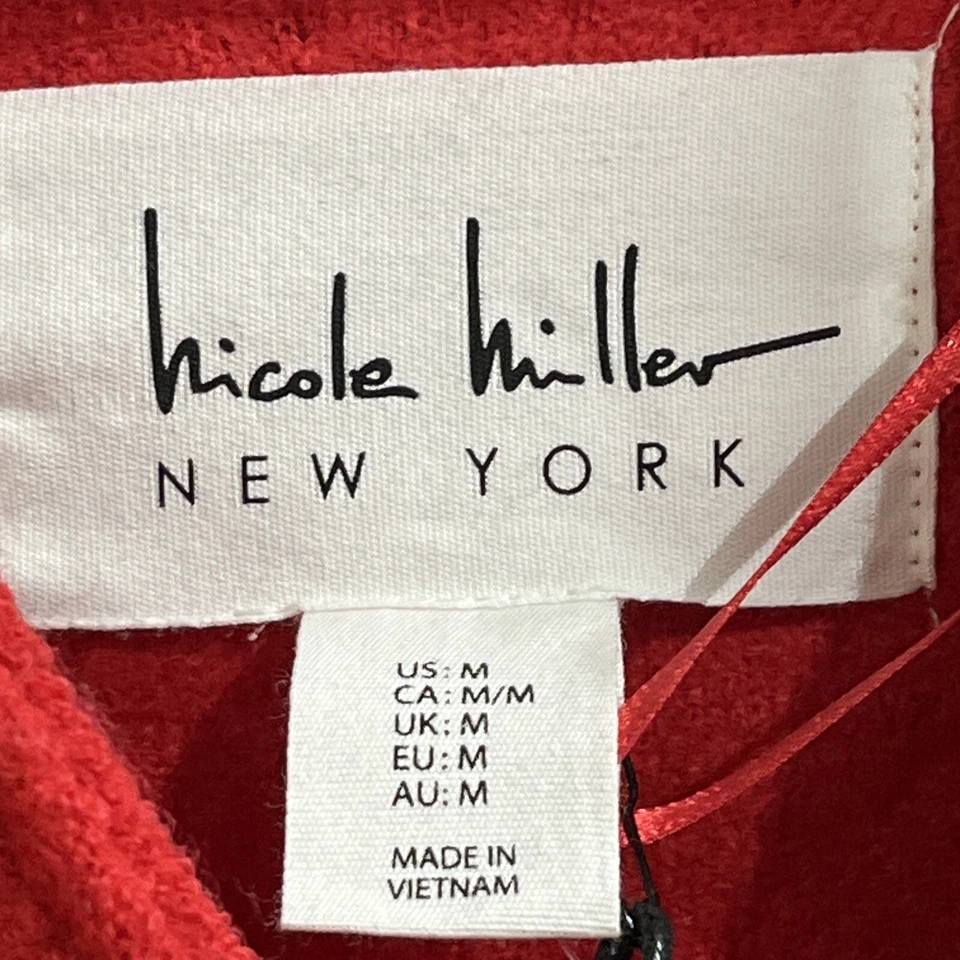 nicole miller
NEW YORK
US: M
CA: M/M
UK: M
EU: M
AU: M
MADE IN
VIETNAM